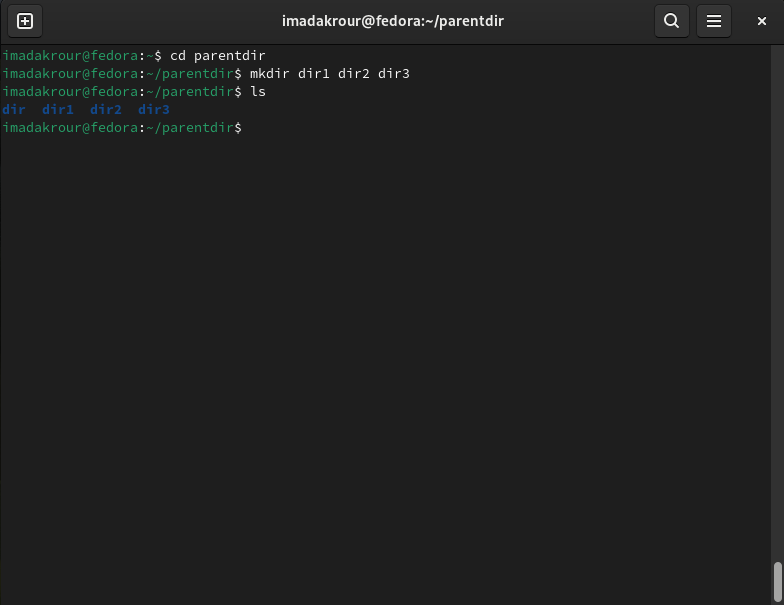 imadakrour@fedora:~/parentdir
imadakrour@fedora:~$ cd parentdir
imadakrour@fedora:~/parentdir$ mkdir dir1 dir2 dir3
imadakrour@fedora:~/parentdir$ ls
dir  dir1  dir2  dir3
imadakrour@fedora:~/parentdir$